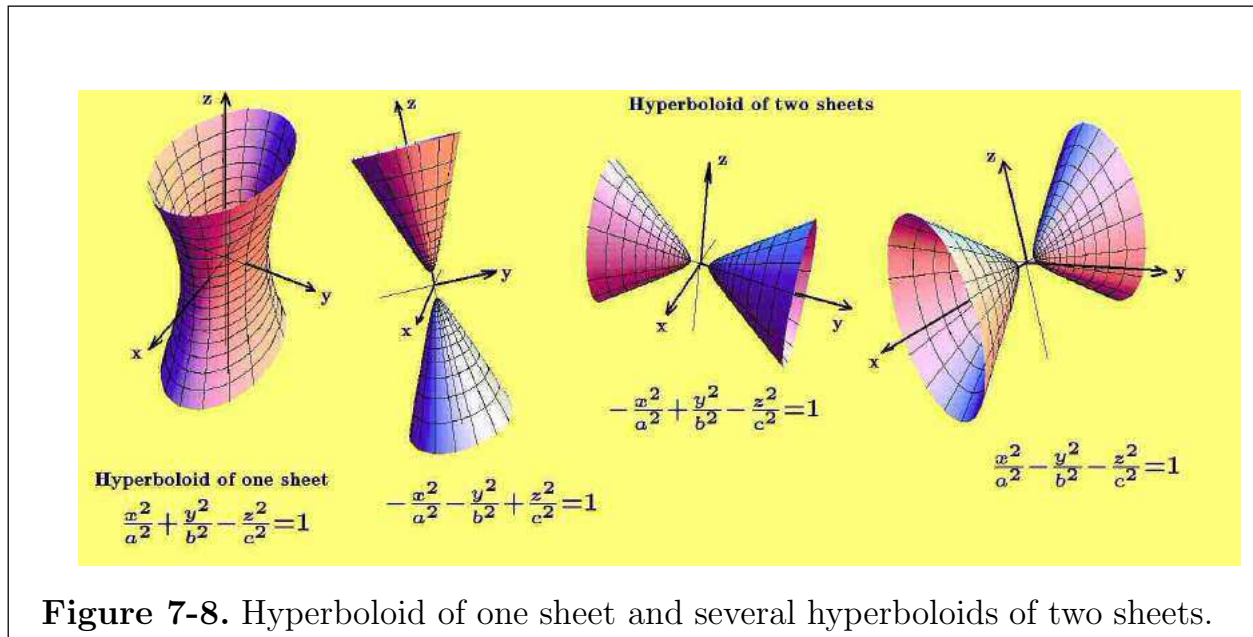 Hyperboloid of two sheets
z
x
y
z
x
y
z
x
y
z
x
y
Hyperboloid of one sheet
x²/a² + y²/b² − z²/c² = 1
−x²/a² − y²/b² + z²/c² = 1
−x²/a² + y²/b² − z²/c² = 1
x²/a² − y²/b² − z²/c² = 1
Figure 7-8. Hyperboloid of one sheet and several hyperboloids of two sheets.